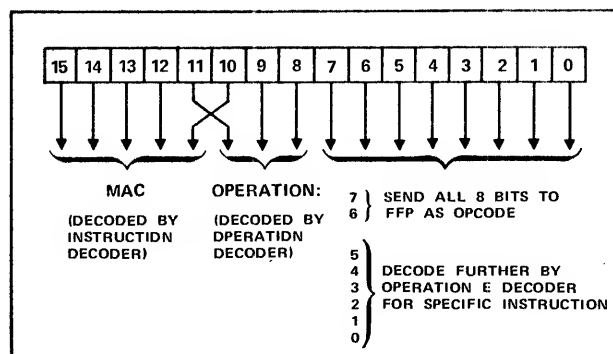 15 14 13 12 11 10 9 8 7 6 5 4 3 2 1 0
MAC
(DECODED BY
INSTRUCTIDN
DECODER)
OPERATION:
(DECODED BY
DPERATIDN
DECODER)
7
6
SEND ALL 8 BITS TO
FFP AS OPCODE
5
4
3
2
1
0
DECODE FURTHER BY
OPERATION E DECODER
FOR SPECIFIC INSTRUCTION